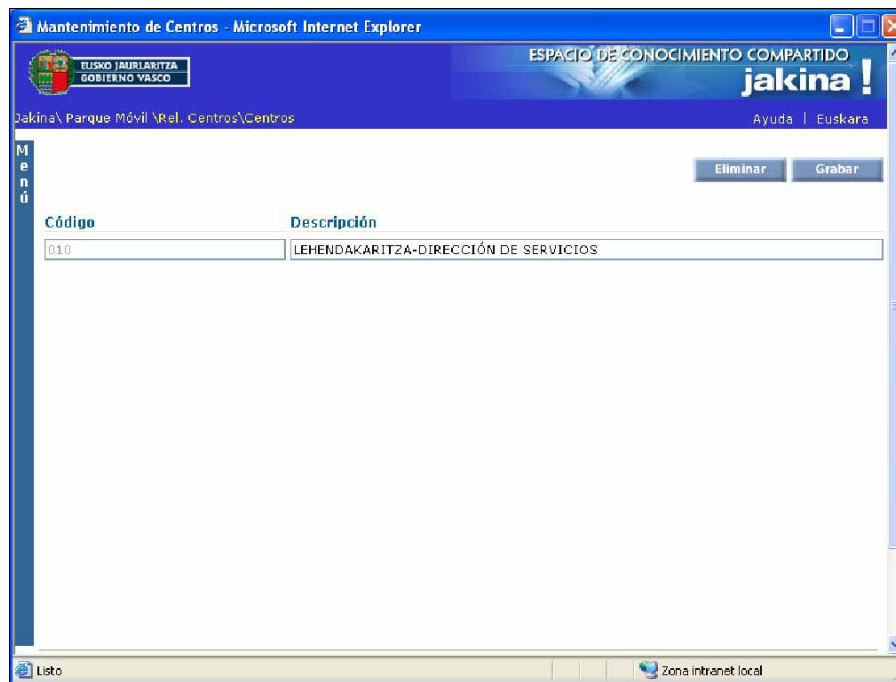 Mantenimiento de Centros - Microsoft Internet Explorer
EUSKO JAURLARITZA
GOBIERNO VASCO
ESPACIO DE CONOCIMIENTO COMPARTIDO
jakina!
Jakina\ Parque Móvil \Rel. Centros\Centros
Ayuda | Euskara
Menú
Eliminar Grabar
Código Descripción
010 LEHENDAKARITZA-DIRECCIÓN DE SERVICIOS
Listo Zona intranet local